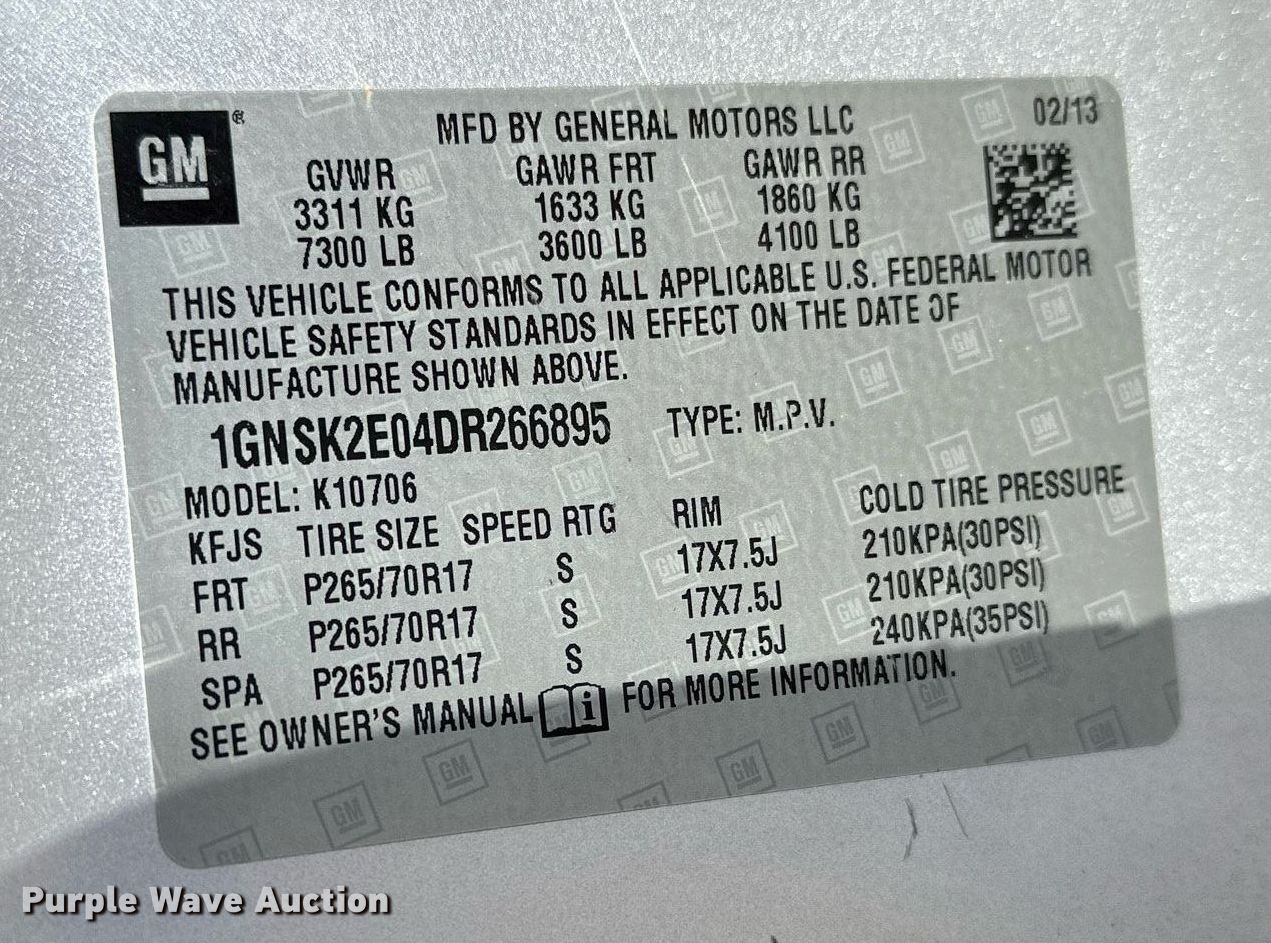 GM®
MFD BY GENERAL MOTORS LLC 02/13
GVWR GAWR FRT GAWR RR
3311 KG 1633 KG 1860 KG
7300 LB 3600 LB 4100 LB
THIS VEHICLE CONFORMS TO ALL APPLICABLE U.S. FEDERAL MOTOR
VEHICLE SAFETY STANDARDS IN EFFECT ON THE DATE OF
MANUFACTURE SHOWN ABOVE.
1GNSK2E04DR266895 TYPE: M.P.V.
MODEL: K10706
KFJS TIRE SIZE SPEED RTG RIM COLD TIRE PRESSURE
FRT P265/70R17 S 17X7.5J 210KPA(30PSI)
RR P265/70R17 S 17X7.5J 210KPA(30PSI)
SPA P265/70R17 S 17X7.5J 240KPA(35PSI)
SEE OWNER'S MANUAL i FOR MORE INFORMATION.
Purple Wave Auction